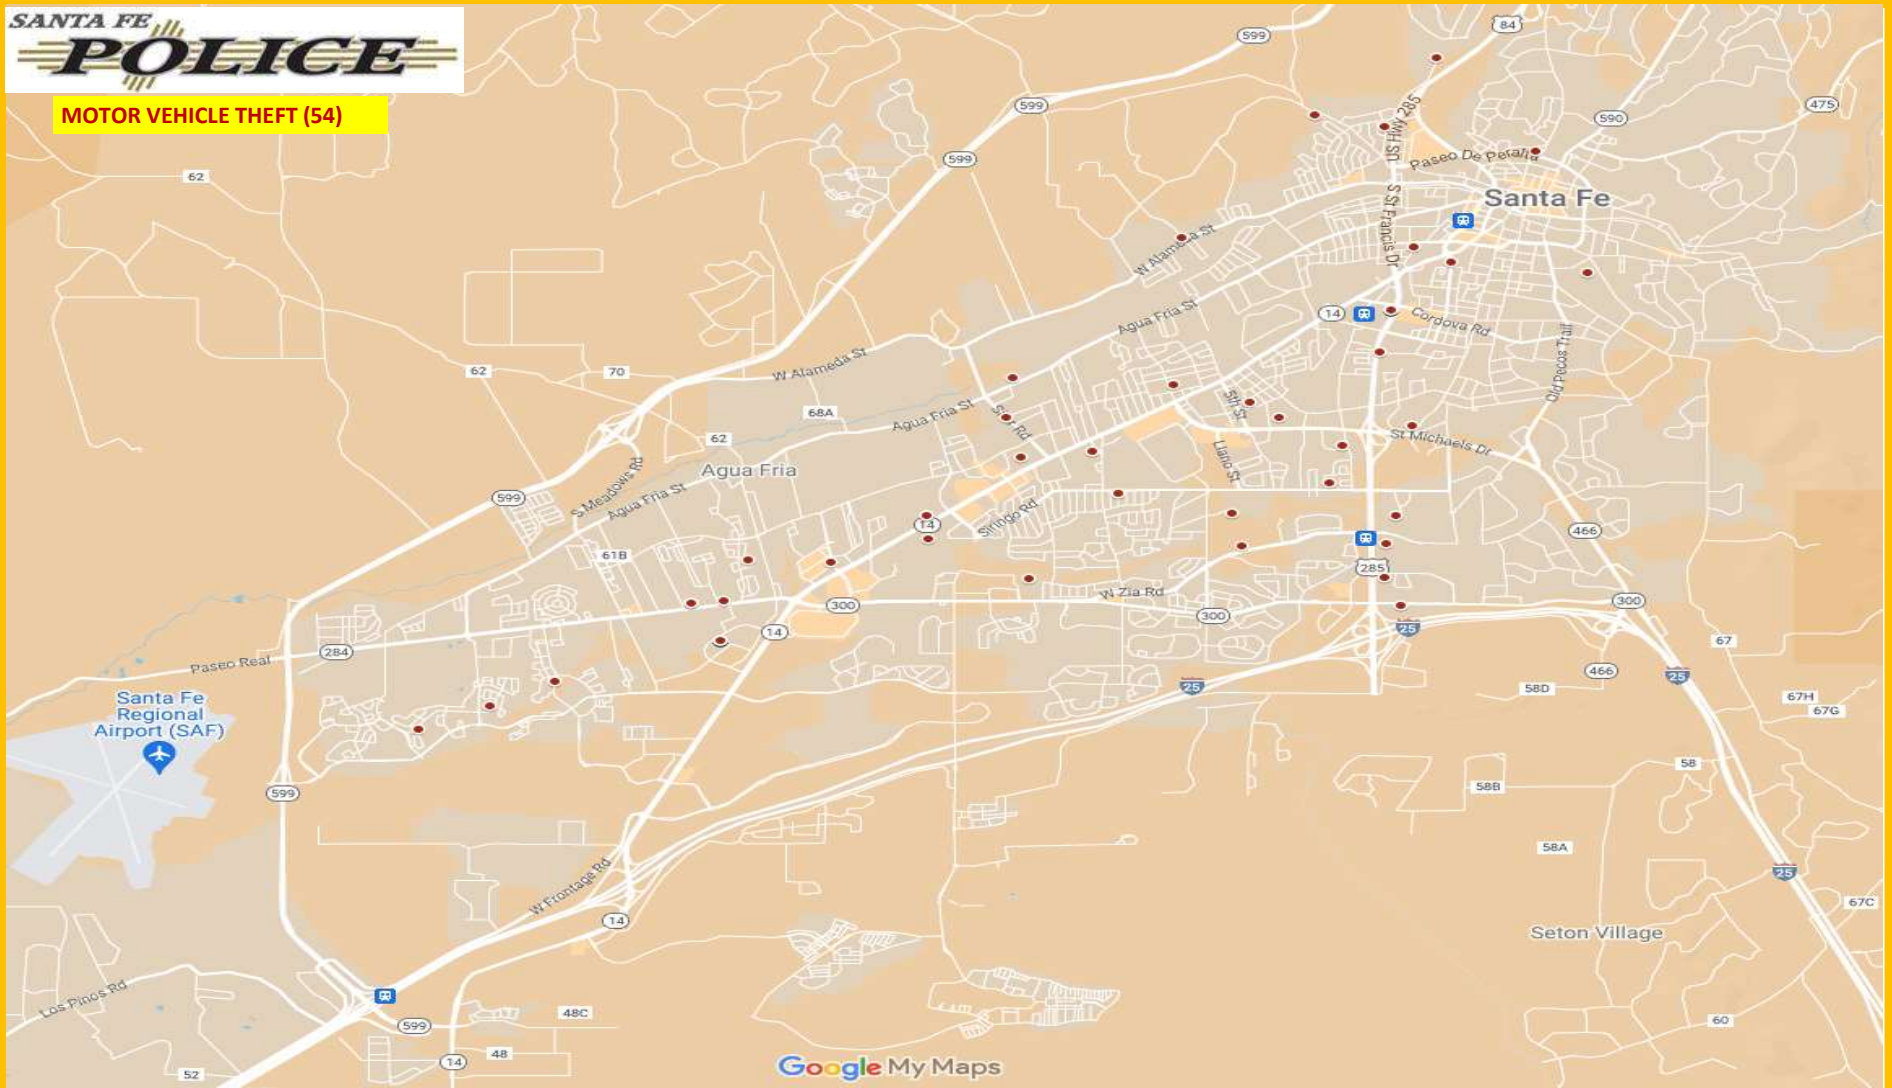 SANTA FE
POLICE
MOTOR VEHICLE THEFT (54)
84
599
599
475
US Hwy 285
590
599
Paseo De Peralta
62
Santa Fe
S St Francis Dr
W Alameda St
14
Cordova Rd
Agua Fria St
Old Pecos Trail
W Alameda St
62
70
68A
5th St
Agua Fria St
Siler Rd
62
St Michaels Dr
Llano St
Agua Fria
S Meadows Rd
599
Agua Fria St
14
Siringo Rd
466
61B
285
W Zia Rd
300
300
300
14
25
67
284
Paseo Real
466
25
25
58D
Santa Fe
Regional
Airport (SAF)
67H
67G
58
599
58B
58A
25
W Frontage Rd
67C
14
Seton Village
Los Pinos Rd
48C
60
599
48
14
52
Google My Maps